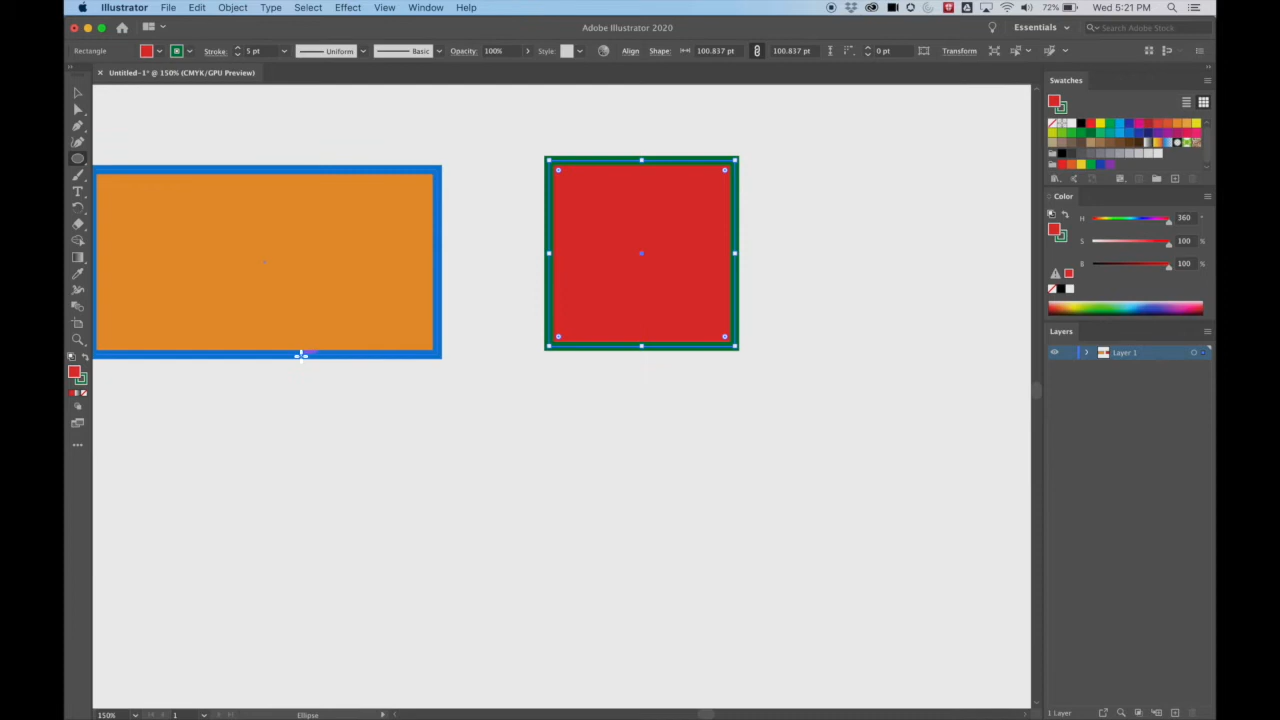 Illustrator File Edit Object Type Select Effect View Window Help 72% Wed 5:21 PM
Adobe Illustrator 2020 Essentials Search Adobe Stock
Rectangle Stroke: 5 pt Uniform Basic Opacity: 100% Style: Align Shape: 100.837 pt 100.837 pt 0 pt Transform
× Untitled-1* @ 150% (CMYK/GPU Preview)
Swatches
Color
H 360 °
S 100 %
B 100 %
Layers
Layer 1
150% 1 Ellipse 1 Layer